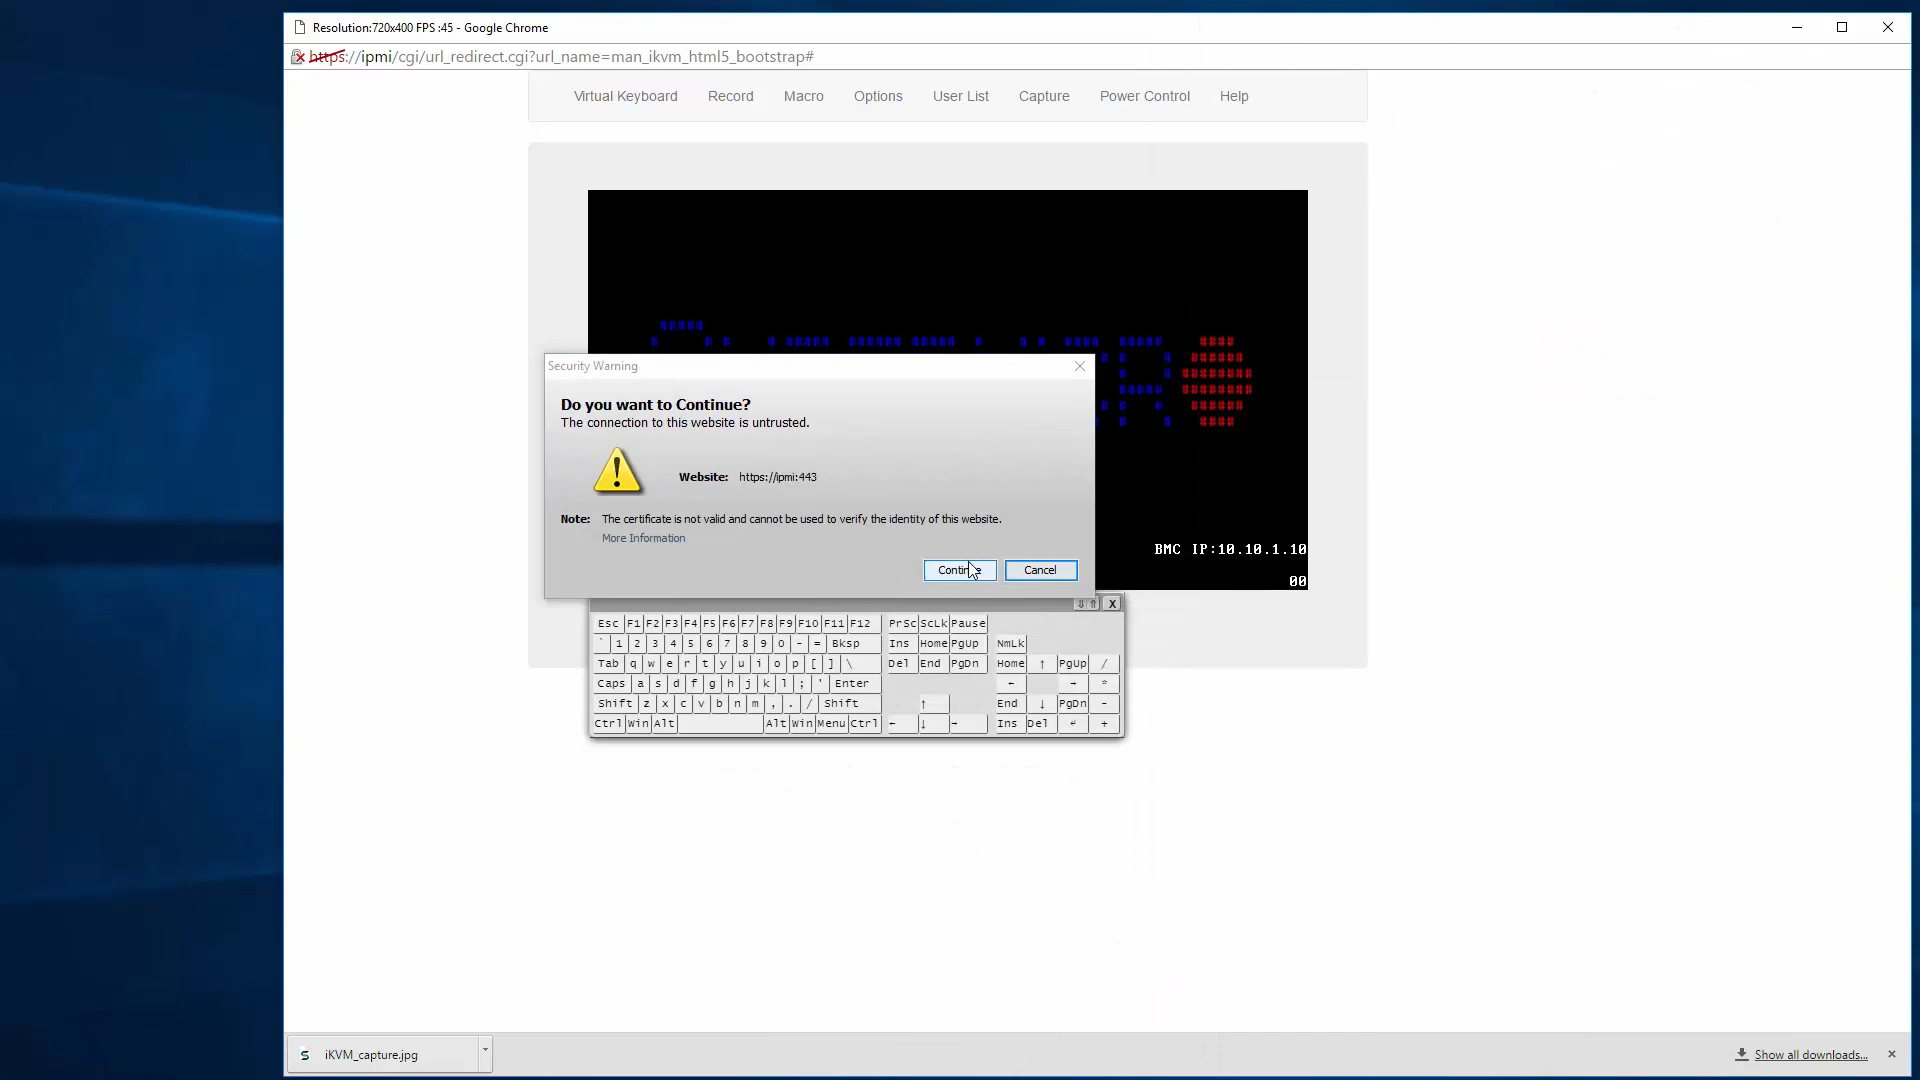 Resolution:720x400 FPS :45 - Google Chrome
https://ipmi/cgi/url_redirect.cgi?url_name=man_ikvm_html5_bootstrap#
Virtual Keyboard Record Macro Options User List Capture Power Control Help
Security Warning
Do you want to Continue?
The connection to this website is untrusted.
Website: https://ipmi:443
Note: The certificate is not valid and cannot be used to verify the identity of this website.
More Information
Continue Cancel
BMC IP:10.10.1.10
00
X
Esc F1 F2 F3 F4 F5 F6 F7 F8 F9 F10 F11 F12 PrSc ScLk Pause
` 1 2 3 4 5 6 7 8 9 0 - = Bksp Ins Home PgUp NmLk
Tab q w e r t y u i o p [ ] \ Del End PgDn Home ↑ PgUp /
Caps a s d f g h j k l ; ' Enter ← → *
Shift z x c v b n m , . / Shift ↑ End ↓ PgDn -
Ctrl Win Alt Alt Win Menu Ctrl ← ↓ → Ins Del ↵ +
iKVM_capture.jpg
Show all downloads...